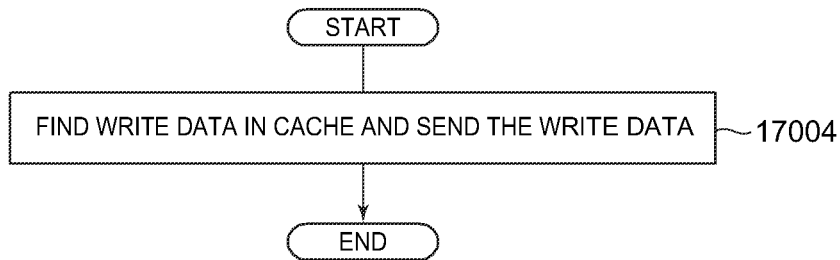 START
FIND WRITE DATA IN CACHE AND SEND THE WRITE DATA
17004
END